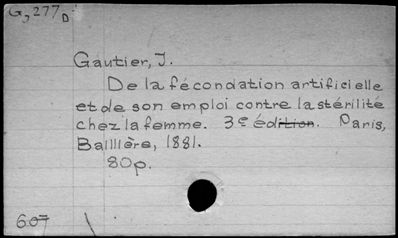 G,277D
Gautier, J.
De la fécondation artificielle
et de son emploi contre la stérilité
chez la femme. 3e édition. Paris,
Baillière, 1881.
80p.
607